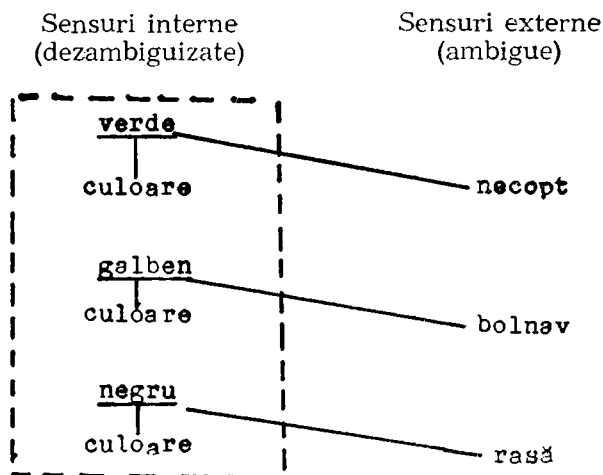 Sensuri interne Sensuri externe
(dezambiguizate) (ambigue)
verde
culoare necopt
galben
culoare bolnav
negru
culoare rasă